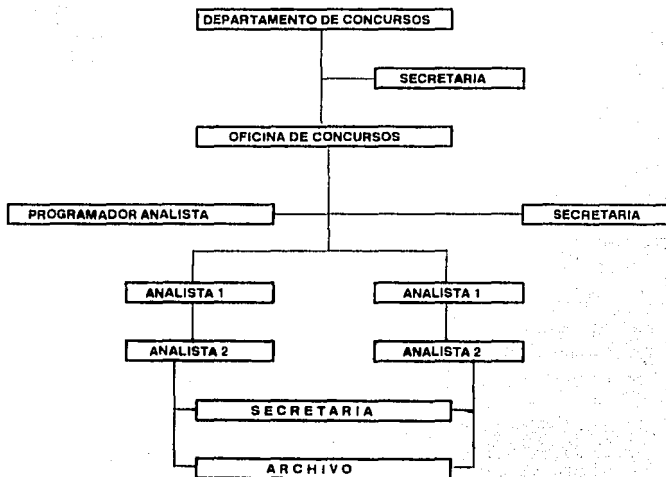 DEPARTAMENTO DE CONCURSOS
SECRETARIA
OFICINA DE CONCURSOS
PROGRAMADOR ANALISTA
SECRETARIA
ANALISTA 1
ANALISTA 1
ANALISTA 2
ANALISTA 2
SECRETARIA
ARCHIVO